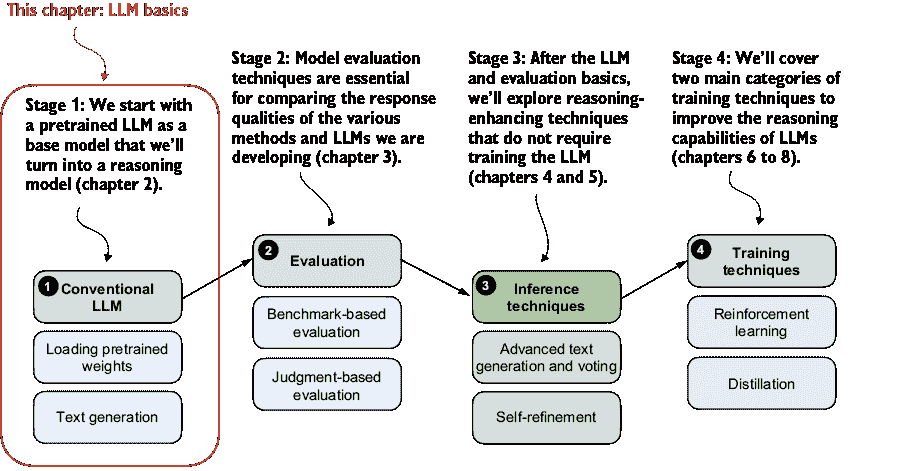 This chapter: LLM basics
Stage 1: We start with
a pretrained LLM as a
base model that we'll
turn into a reasoning
model (chapter 2).
Stage 2: Model evaluation
techniques are essential
for comparing the response
qualities of the various
methods and LLMs we are
developing (chapter 3).
Stage 3: After the LLM
and evaluation basics,
we'll explore reasoning-
enhancing techniques
that do not require
training the LLM
(chapters 4 and 5).
Stage 4: We'll cover
two main categories of
training techniques to
improve the reasoning
capabilities of LLMs
(chapters 6 to 8).
1
Conventional
LLM
Loading pretrained
weights
Text generation
2
Evaluation
Benchmark-based
evaluation
Judgment-based
evaluation
3
Inference
techniques
Advanced text
generation and voting
Self-refinement
4
Training
techniques
Reinforcement
learning
Distillation